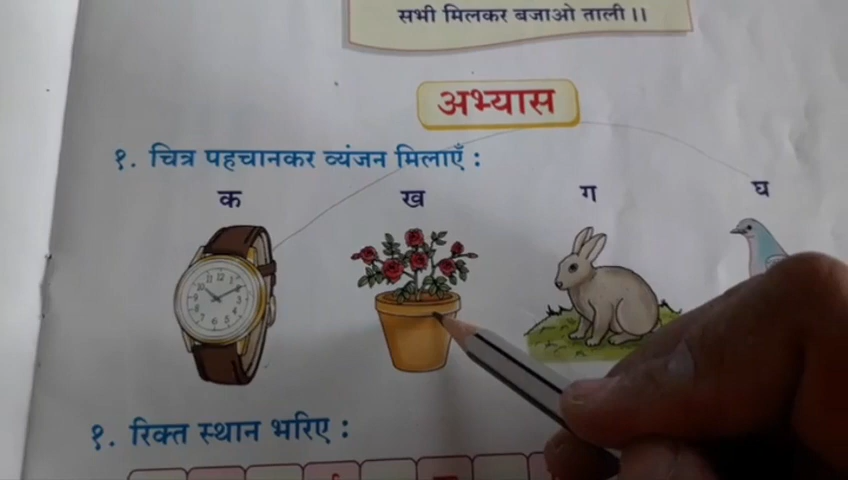 सभी मिलकर बजाओ ताली।।
अभ्यास
१. चित्र पहचानकर व्यंजन मिलाएँ :
क ख ग घ
१. रिक्त स्थान भरिए :